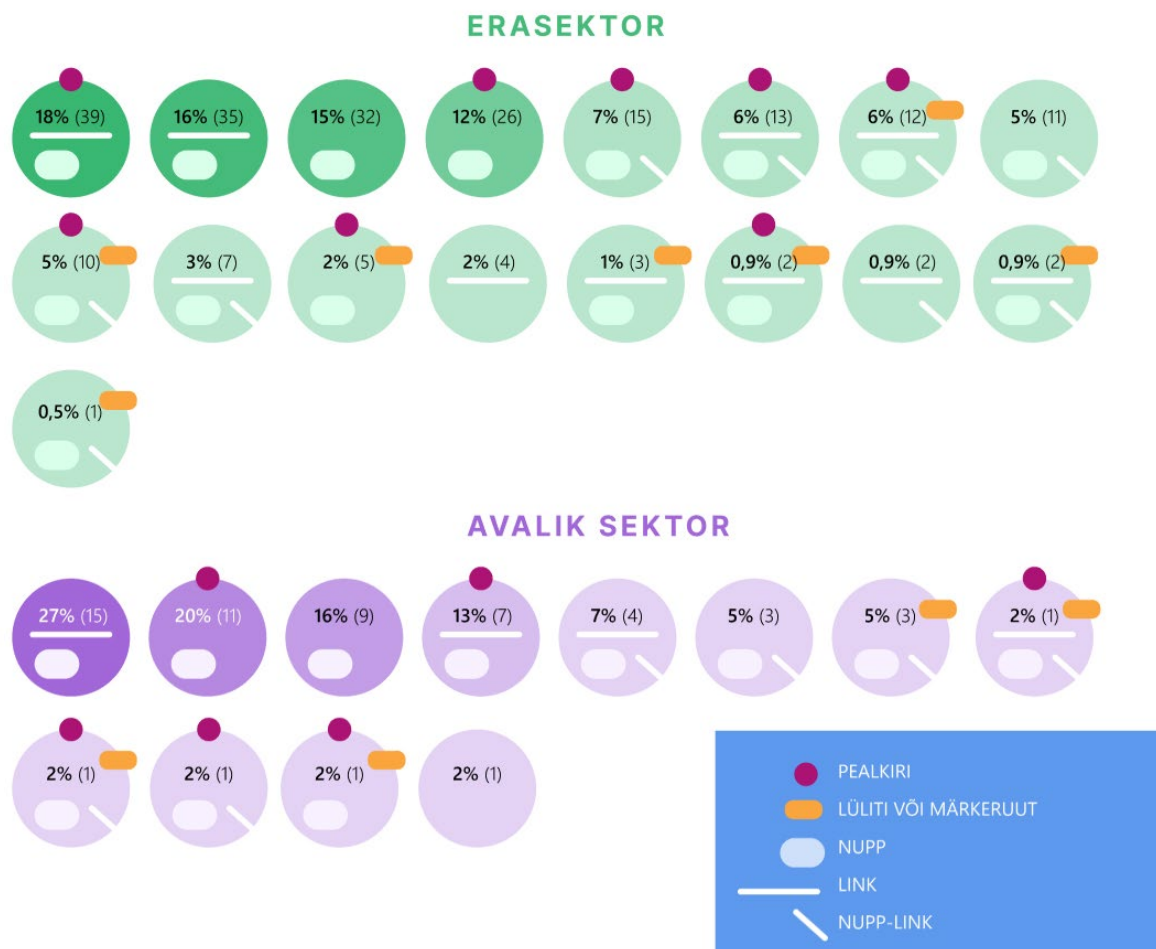 ERASEKTOR
18% (39) 16% (35) 15% (32) 12% (26) 7% (15) 6% (13) 6% (12) 5% (11)
5% (10) 3% (7) 2% (5) 2% (4) 1% (3) 0,9% (2) 0,9% (2) 0,9% (2)
0,5% (1)
AVALIK SEKTOR
27% (15) 20% (11) 16% (9) 13% (7) 7% (4) 5% (3) 5% (3) 2% (1)
2% (1) 2% (1) 2% (1) 2% (1)
PEALKIRI
LÜLITI VÕI MÄRKERUUT
NUPP
LINK
NUPP-LINK